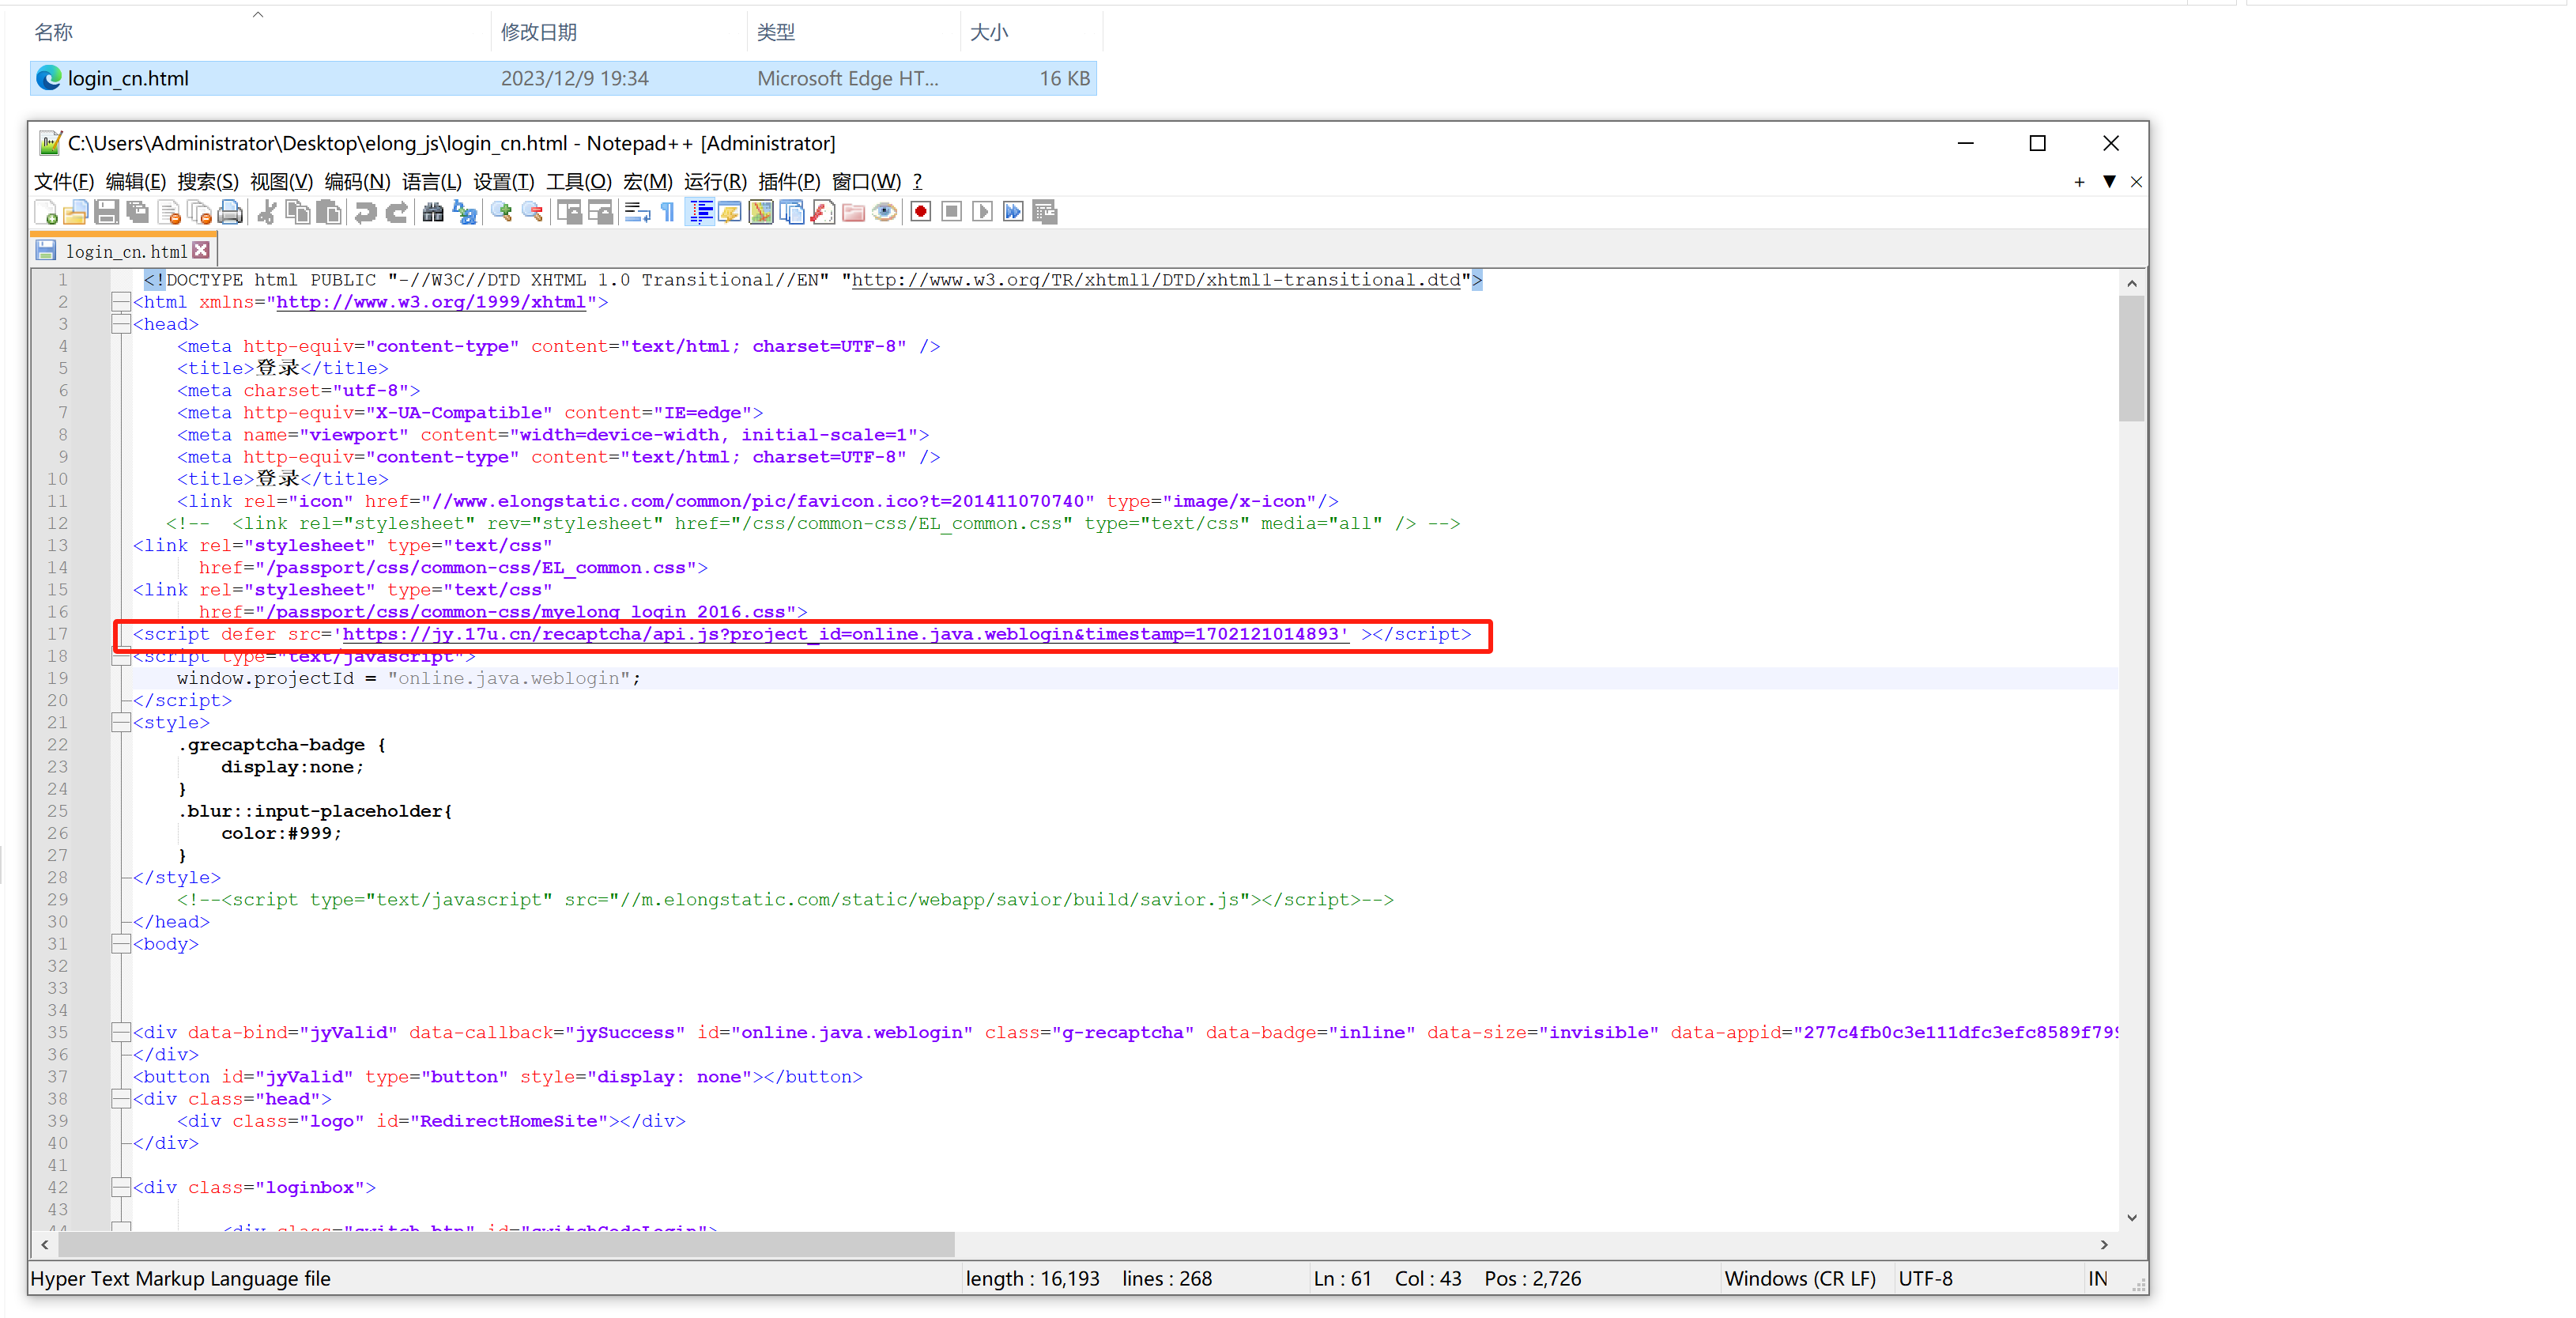 名称 修改日期 类型 大小
login_cn.html 2023/12/9 19:34 Microsoft Edge HT... 16 KB
C:\Users\Administrator\Desktop\elong_js\login_cn.html - Notepad++ [Administrator]
文件(F) 编辑(E) 搜索(S) 视图(V) 编码(N) 语言(L) 设置(T) 工具(O) 宏(M) 运行(R) 插件(P) 窗口(W) ?
login_cn.html
1 <!DOCTYPE html PUBLIC "-//W3C//DTD XHTML 1.0 Transitional//EN" "http://www.w3.org/TR/xhtml1/DTD/xhtml1-transitional.dtd">
2 <html xmlns="http://www.w3.org/1999/xhtml">
3 <head>
4 <meta http-equiv="content-type" content="text/html; charset=UTF-8" />
5 <title>登录</title>
6 <meta charset="utf-8">
7 <meta http-equiv="X-UA-Compatible" content="IE=edge">
8 <meta name="viewport" content="width=device-width, initial-scale=1">
9 <meta http-equiv="content-type" content="text/html; charset=UTF-8" />
10 <title>登录</title>
11 <link rel="icon" href="//www.elongstatic.com/common/pic/favicon.ico?t=201411070740" type="image/x-icon"/>
12 <!--  <link rel="stylesheet" rev="stylesheet" href="/css/common-css/EL_common.css" type="text/css" media="all" /> -->
13 <link rel="stylesheet" type="text/css"
14 href="/passport/css/common-css/EL_common.css">
15 <link rel="stylesheet" type="text/css"
16 href="/passport/css/common-css/myelong_login_2016.css">
17 <script defer src='https://jy.17u.cn/recaptcha/api.js?project_id=online.java.weblogin&timestamp=1702121014893' ></script>
18 <script type="text/javascript">
19 window.projectId = "online.java.weblogin";
20 </script>
21 <style>
22 .grecaptcha-badge {
23 display:none;
24 }
25 .blur::input-placeholder{
26 color:#999;
27 }
28 </style>
29 <!--<script type="text/javascript" src="//m.elongstatic.com/static/webapp/savior/build/savior.js"></script>-->
30 </head>
31 <body>
32
33
34
35 <div data-bind="jyValid" data-callback="jySuccess" id="online.java.weblogin" class="g-recaptcha" data-badge="inline" data-size="invisible" data-appid="277c4fb0c3e111dfc3efc8589f799
36 </div>
37 <button id="jyValid" type="button" style="display: none"></button>
38 <div class="head">
39 <div class="logo" id="RedirectHomeSite"></div>
40 </div>
41
42 <div class="loginbox">
43
44 <div class="switch-btn" id="switchCodeLogin">
Hyper Text Markup Language file length : 16,193 lines : 268 Ln : 61 Col : 43 Pos : 2,726 Windows (CR LF) UTF-8 IN